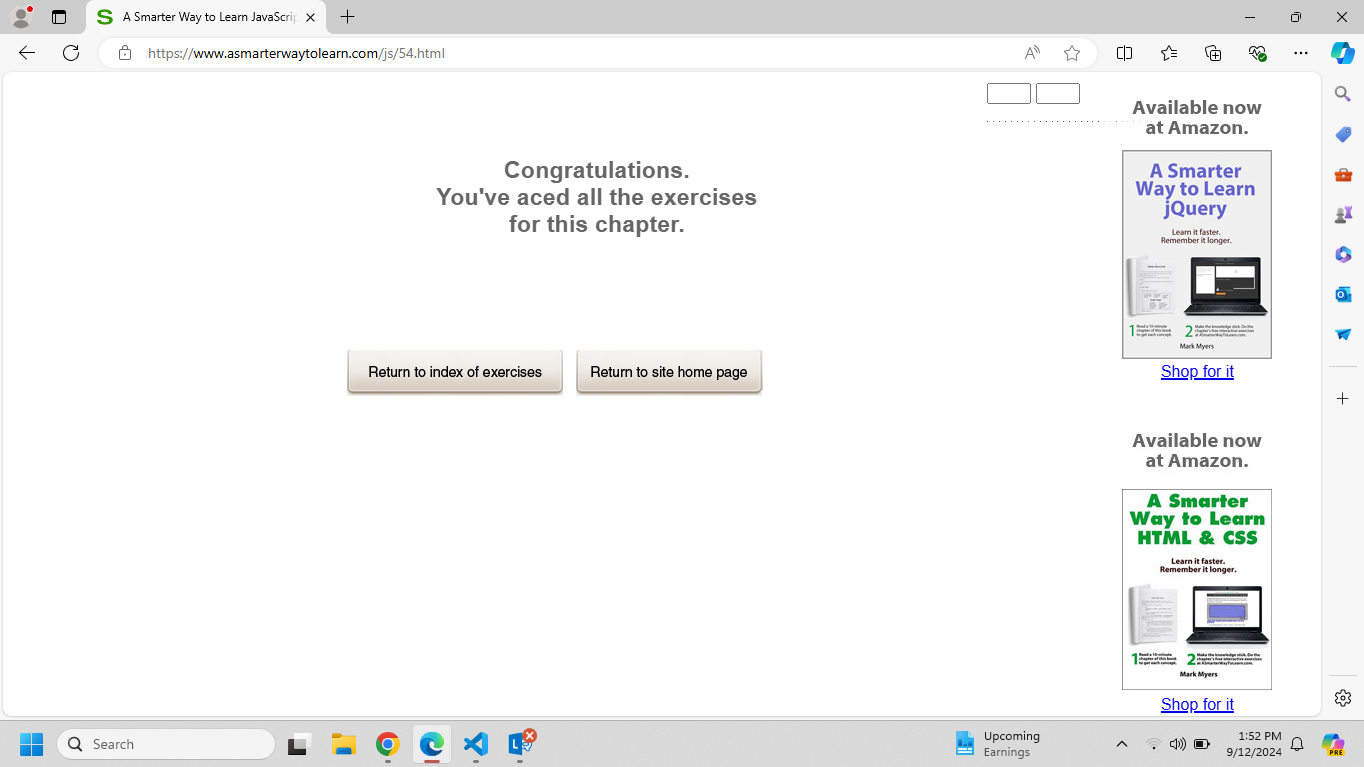 A Smarter Way to Learn JavaScrip
https://www.asmarterwaytolearn.com/js/54.html
Congratulations.
You've aced all the exercises
for this chapter.
Return to index of exercises
Return to site home page
Available now
at Amazon.
A Smarter
Way to Learn
jQuery
Learn it faster.
Remember it longer.
1 Read a 10-minute
chapter of this book
to get each concept.
2 Make the knowledge stick. Do the
chapter's free interactive exercises
at ASmarterWayToLearn.com.
Mark Myers
Shop for it
Available now
at Amazon.
A Smarter
Way to Learn
HTML & CSS
Learn it faster.
Remember it longer.
1 Read a 10-minute
chapter of this book
to get each concept.
2 Make the knowledge stick. Do the
chapter's free interactive exercises
at ASmarterWayToLearn.com.
Mark Myers
Shop for it
Search
Upcoming
Earnings
1:52 PM
9/12/2024
PRE